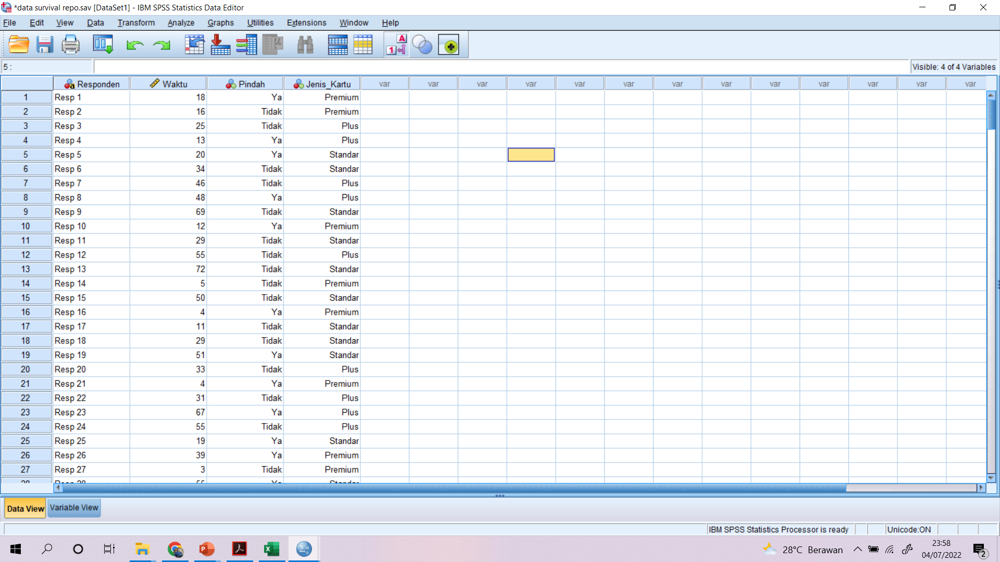 *data survival repo.sav [DataSet1] - IBM SPSS Statistics Data Editor
File Edit View Data Transform Analyze Graphs Utilities Extensions Window Help
A
1
5 :
Visible: 4 of 4 Variables
a Responden Waktu Pindah Jenis_Kartu var var var var var var var var var var var var var
1 Resp 1 18 Ya Premium
2 Resp 2 16 Tidak Premium
3 Resp 3 25 Tidak Plus
4 Resp 4 13 Ya Plus
5 Resp 5 20 Ya Standar
6 Resp 6 34 Tidak Standar
7 Resp 7 46 Tidak Plus
8 Resp 8 48 Ya Plus
9 Resp 9 69 Tidak Standar
10 Resp 10 12 Ya Premium
11 Resp 11 29 Tidak Standar
12 Resp 12 55 Tidak Plus
13 Resp 13 72 Tidak Standar
14 Resp 14 5 Tidak Premium
15 Resp 15 50 Tidak Standar
16 Resp 16 4 Ya Premium
17 Resp 17 11 Tidak Standar
18 Resp 18 29 Tidak Standar
19 Resp 19 51 Ya Standar
20 Resp 20 33 Tidak Plus
21 Resp 21 4 Ya Premium
22 Resp 22 31 Tidak Plus
23 Resp 23 67 Ya Plus
24 Resp 24 55 Tidak Plus
25 Resp 25 19 Ya Standar
26 Resp 26 39 Ya Premium
27 Resp 27 3 Tidak Premium
28 Resp 28 55 Ya Standar
Data View Variable View
IBM SPSS Statistics Processor is ready Unicode:ON
28°C Berawan
23:58
04/07/2022
2